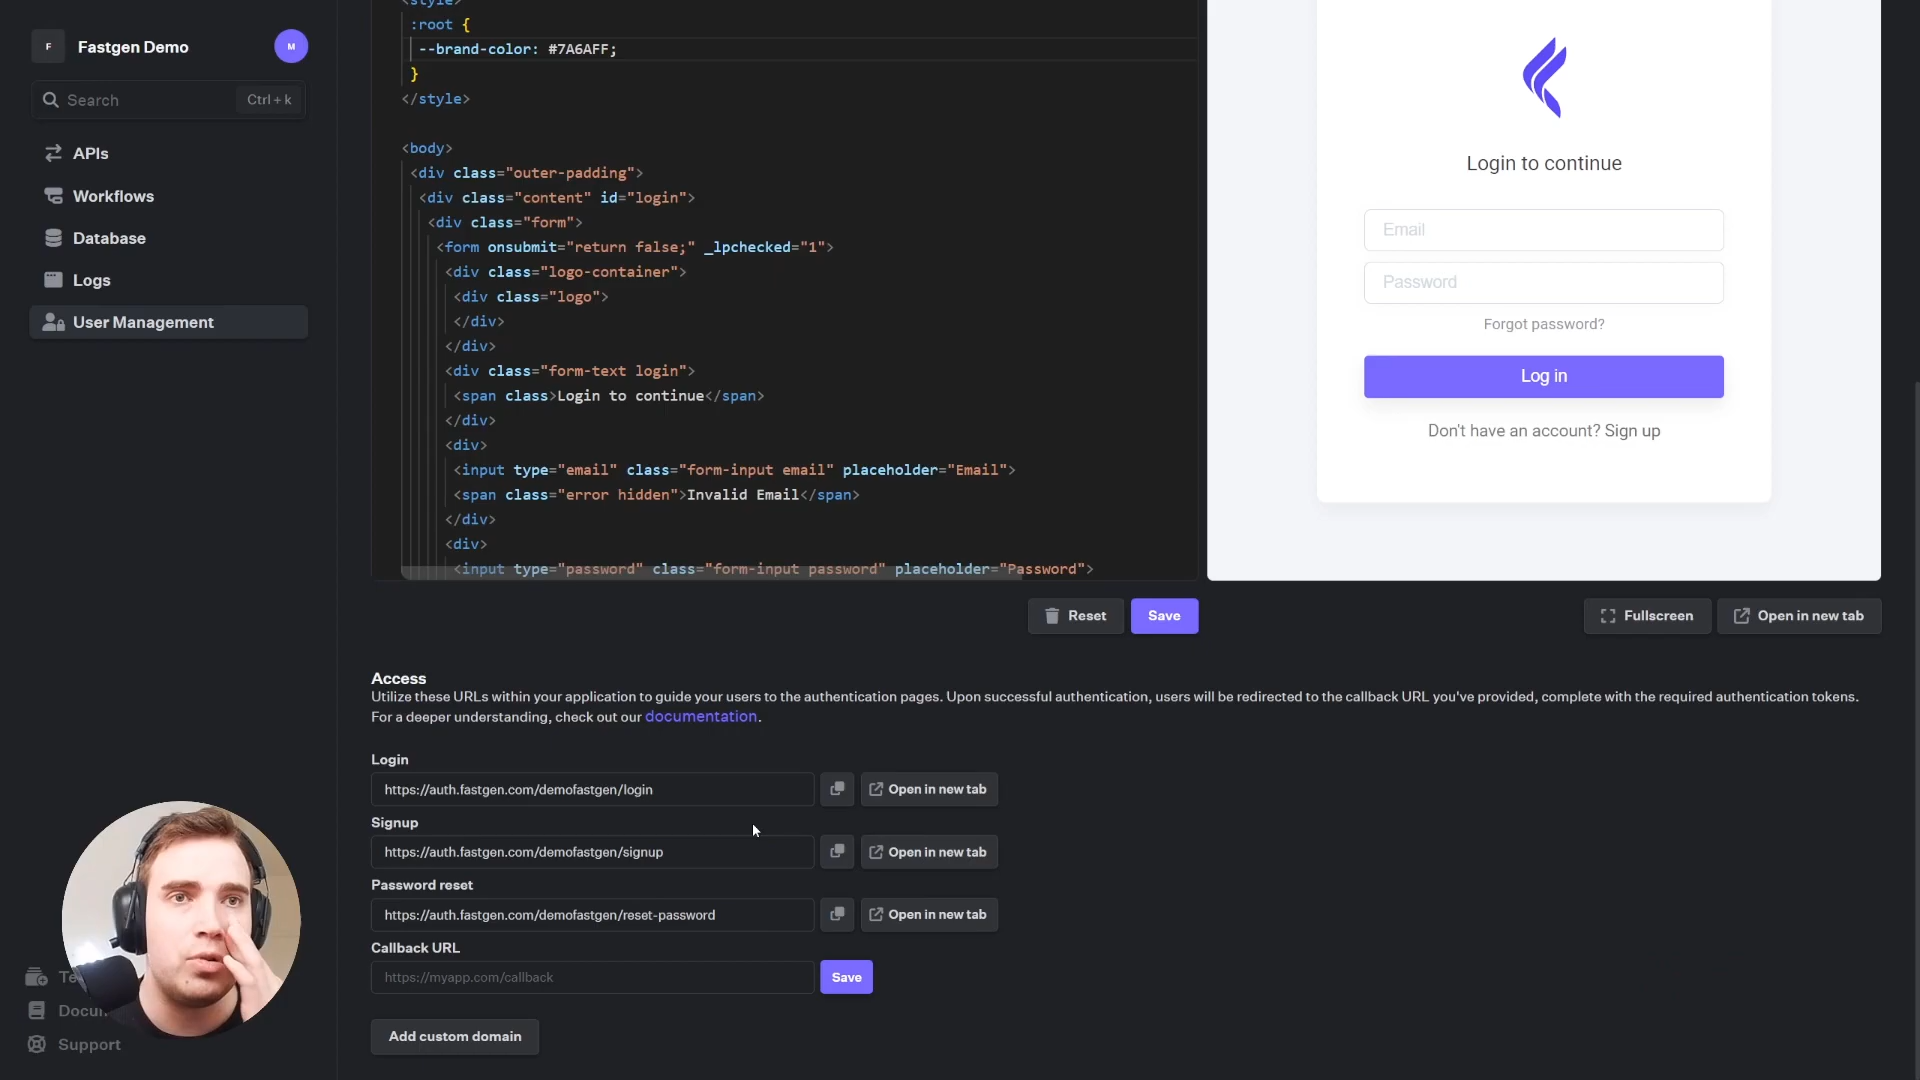 F
Fastgen Demo
M
Search
Ctrl+k
APIs
Workflows
Database
Logs
User Management
Support
<style>
:root {
--brand-color: #7A6AFF;
}
</style>
<body>
<div class="outer-padding">
<div class="content" id="login">
<div class="form">
<form onsubmit="return false;" _lpchecked="1">
<div class="logo-container">
<div class="logo">
</div>
</div>
<div class="form-text login">
<span class>Login to continue</span>
</div>
<div>
<input type="email" class="form-input email" placeholder="Email">
<span class="error hidden">Invalid Email</span>
</div>
<div>
<input type="password" class="form-input password" placeholder="Password">
Login to continue
Email
Password
Forgot password?
Log in
Don't have an account? Sign up
Reset
Save
Fullscreen
Open in new tab
Access
Utilize these URLs within your application to guide your users to the authentication pages. Upon successful authentication, users will be redirected to the callback URL you've provided, complete with the required authentication tokens.
For a deeper understanding, check out our documentation.
Login
https://auth.fastgen.com/demofastgen/login
Open in new tab
Signup
https://auth.fastgen.com/demofastgen/signup
Open in new tab
Password reset
https://auth.fastgen.com/demofastgen/reset-password
Open in new tab
Callback URL
https://myapp.com/callback
Save
Add custom domain